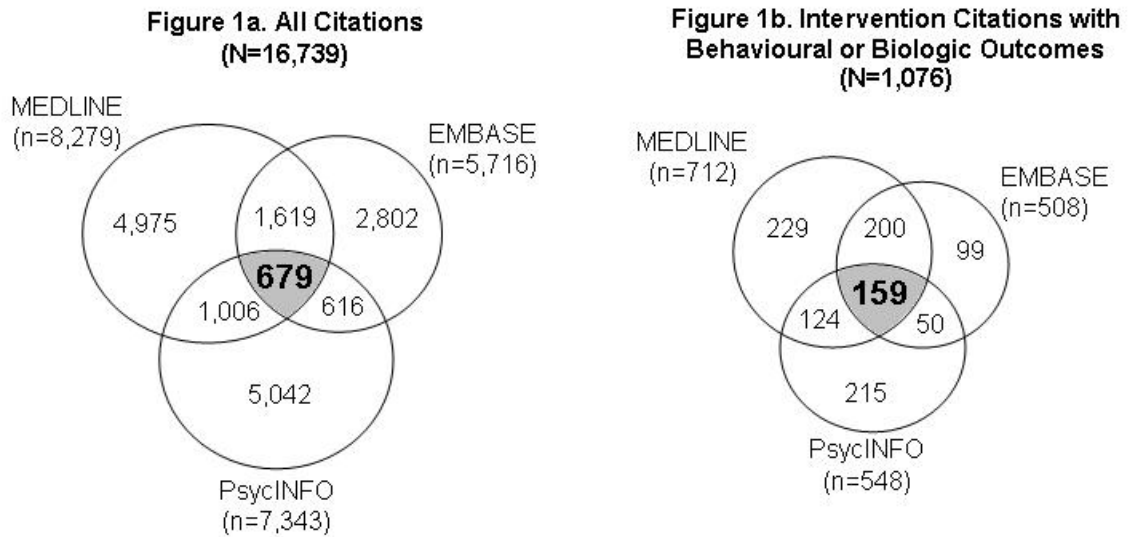 Figure 1a. All Citations
(N=16,739)
MEDLINE
(n=8,279)
EMBASE
(n=5,716)
4,975
1,619
2,802
679
1,006
616
5,042
PsycINFO
(n=7,343)
Figure 1b. Intervention Citations with
Behavioural or Biologic Outcomes
(N=1,076)
MEDLINE
(n=712)
EMBASE
(n=508)
229
200
99
159
124
50
215
PsycINFO
(n=548)